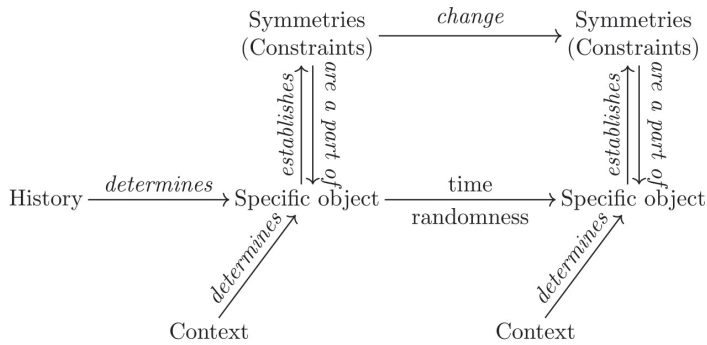 Symmetries
(Constraints)
change
Symmetries
(Constraints)
establishes
are a part of
establishes
are a part of
History
determines
Specific object
time
randomness
Specific object
determines
determines
Context
Context